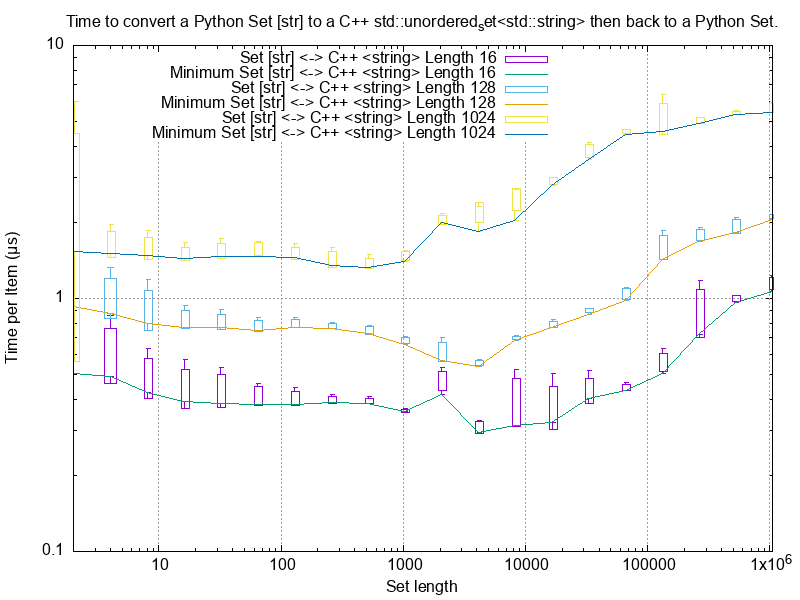 Time to convert a Python Set [str] to a C++ std::unordered_set<std::string> then back to a Python Set.
10
Set [str] <-> C++ <string> Length 16
Minimum Set [str] <-> C++ <string> Length 16
Set [str] <-> C++ <string> Length 128
Minimum Set [str] <-> C++ <string> Length 128
Set [str] <-> C++ <string> Length 1024
Minimum Set [str] <-> C++ <string> Length 1024
Time per Item (µs)
1
0.1
10 100 1000 10000 100000 1x10^6
Set length